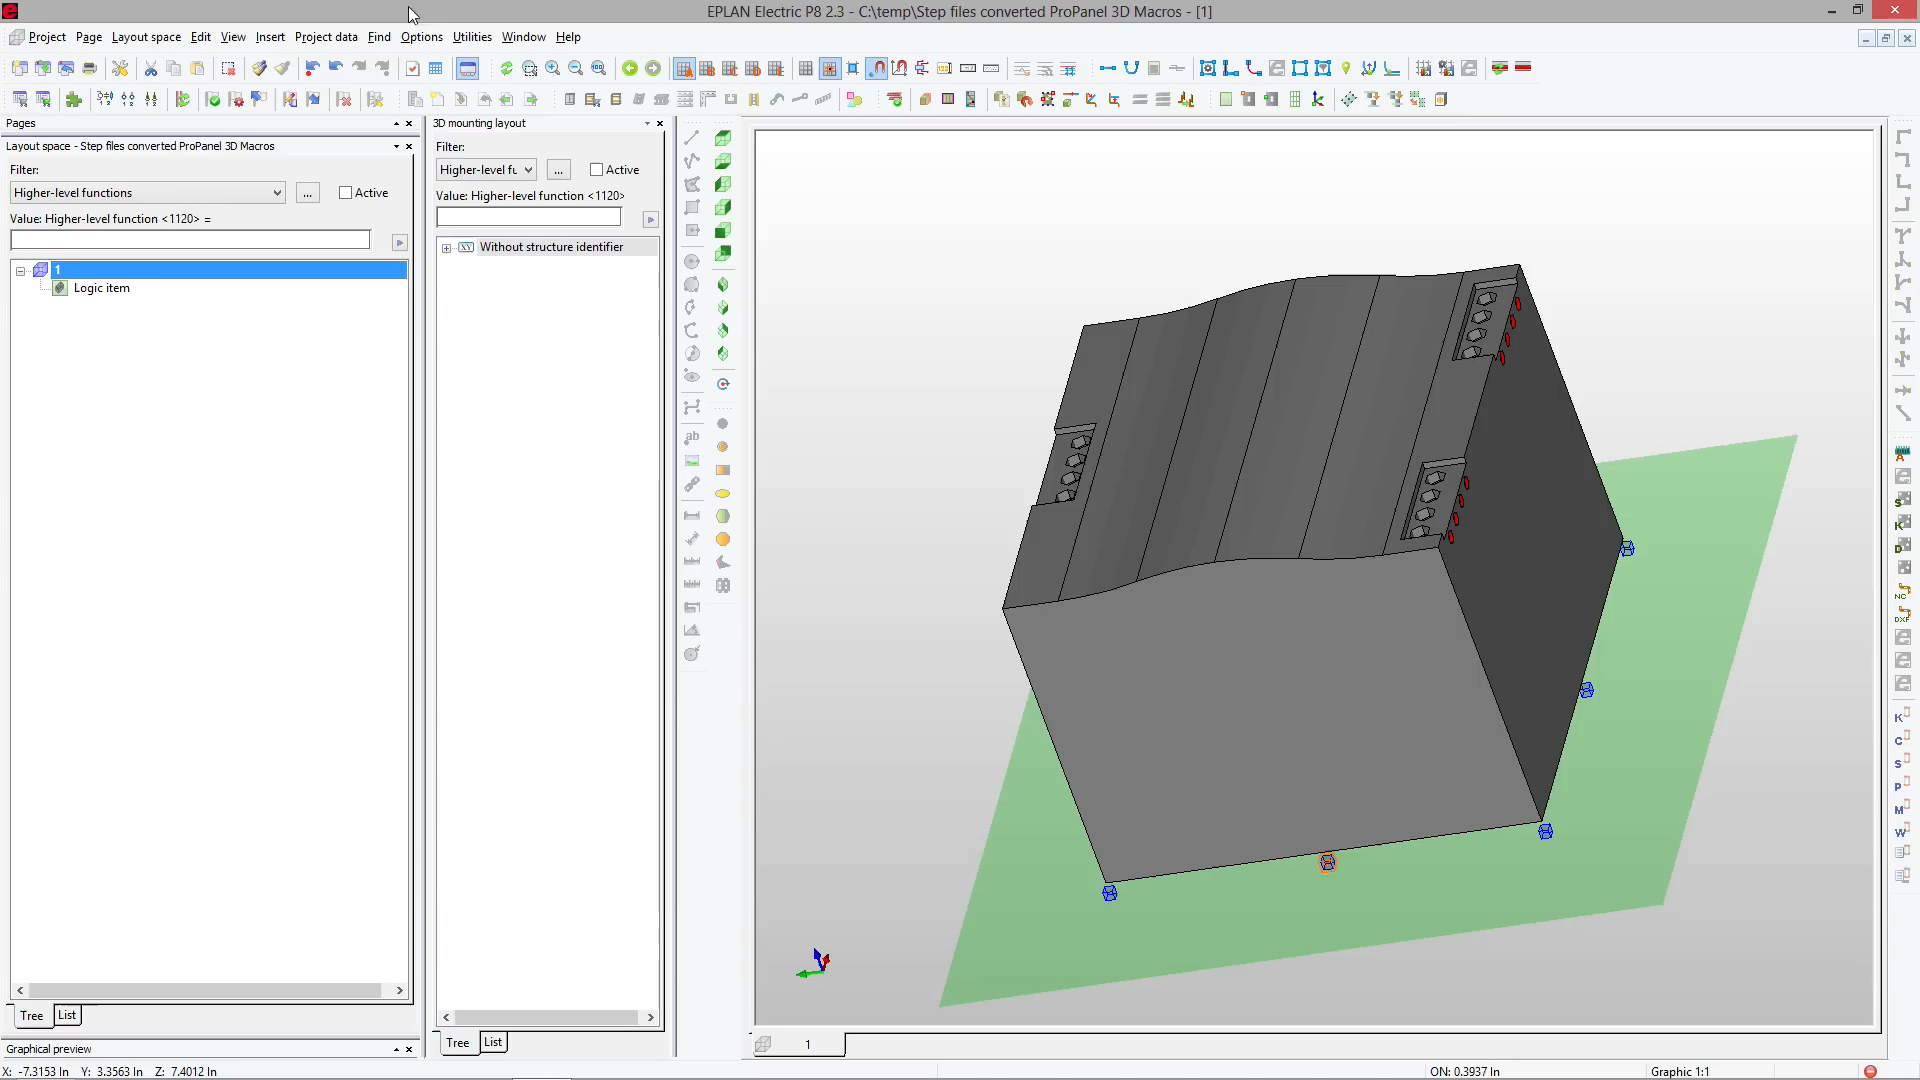 EPLAN Electric P8 2.3 - C:\temp\Step files converted ProPanel 3D Macros - [1]
Project Page Layout space Edit View Insert Project data Find Options Utilities Window Help
Pages
Layout space - Step files converted ProPanel 3D Macros
Filter:
Higher-level functions
...
Active
Value: Higher-level function <1120> =
1
Logic item
Tree
List
Graphical preview
3D mounting layout
Filter:
Higher-level fu
...
Active
Value: Higher-level function <1120>
Without structure identifier
Tree
List
ab
A
S
K
D
NC
DXF
K
C
S
P
M
W
1
X: -7.3153 In Y: 3.3563 In Z: 7.4012 In
ON: 0.3937 In
Graphic 1:1